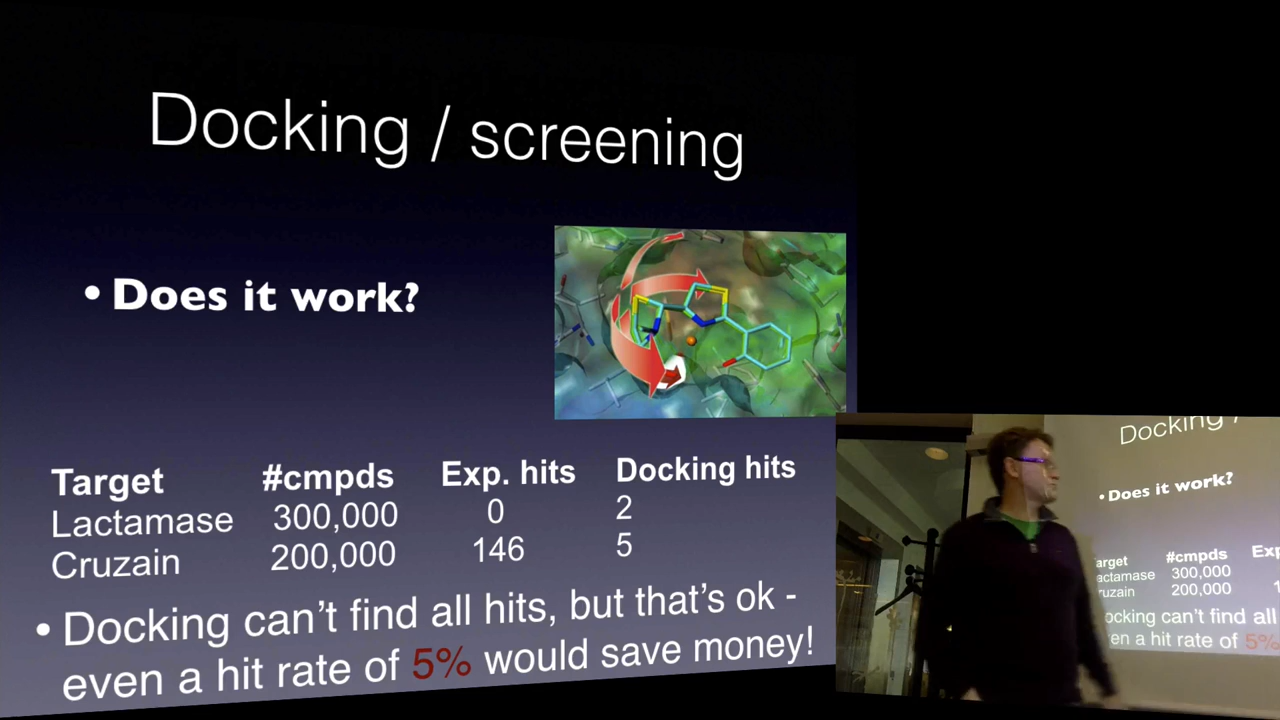 Docking / screening
• Does it work?
Target #cmpds Exp. hits Docking hits
Lactamase 300,000 0 2
Cruzain 200,000 146 5
• Docking can't find all hits, but that's ok -
even a hit rate of 5% would save money!
Docking /
• Does it work?
arget #cmpds Exp
actamase 300,000
ruzain 200,000 1
ocking can't find all
en a hit rate of 5%